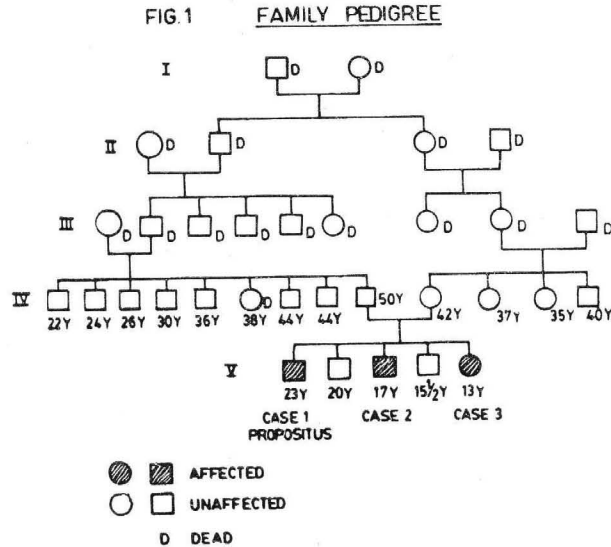 FIG.1 FAMILY PEDIGREE
I D D
II D D D D
III D D D D D D D D D
IV D 50Y
22Y 24Y 26Y 30Y 36Y 38Y 44Y 44Y 42Y 37Y 35Y 40Y
V
23Y 20Y 17Y 15½Y 13Y
CASE 1 CASE 2 CASE 3
PROPOSITUS
AFFECTED
UNAFFECTED
D DEAD